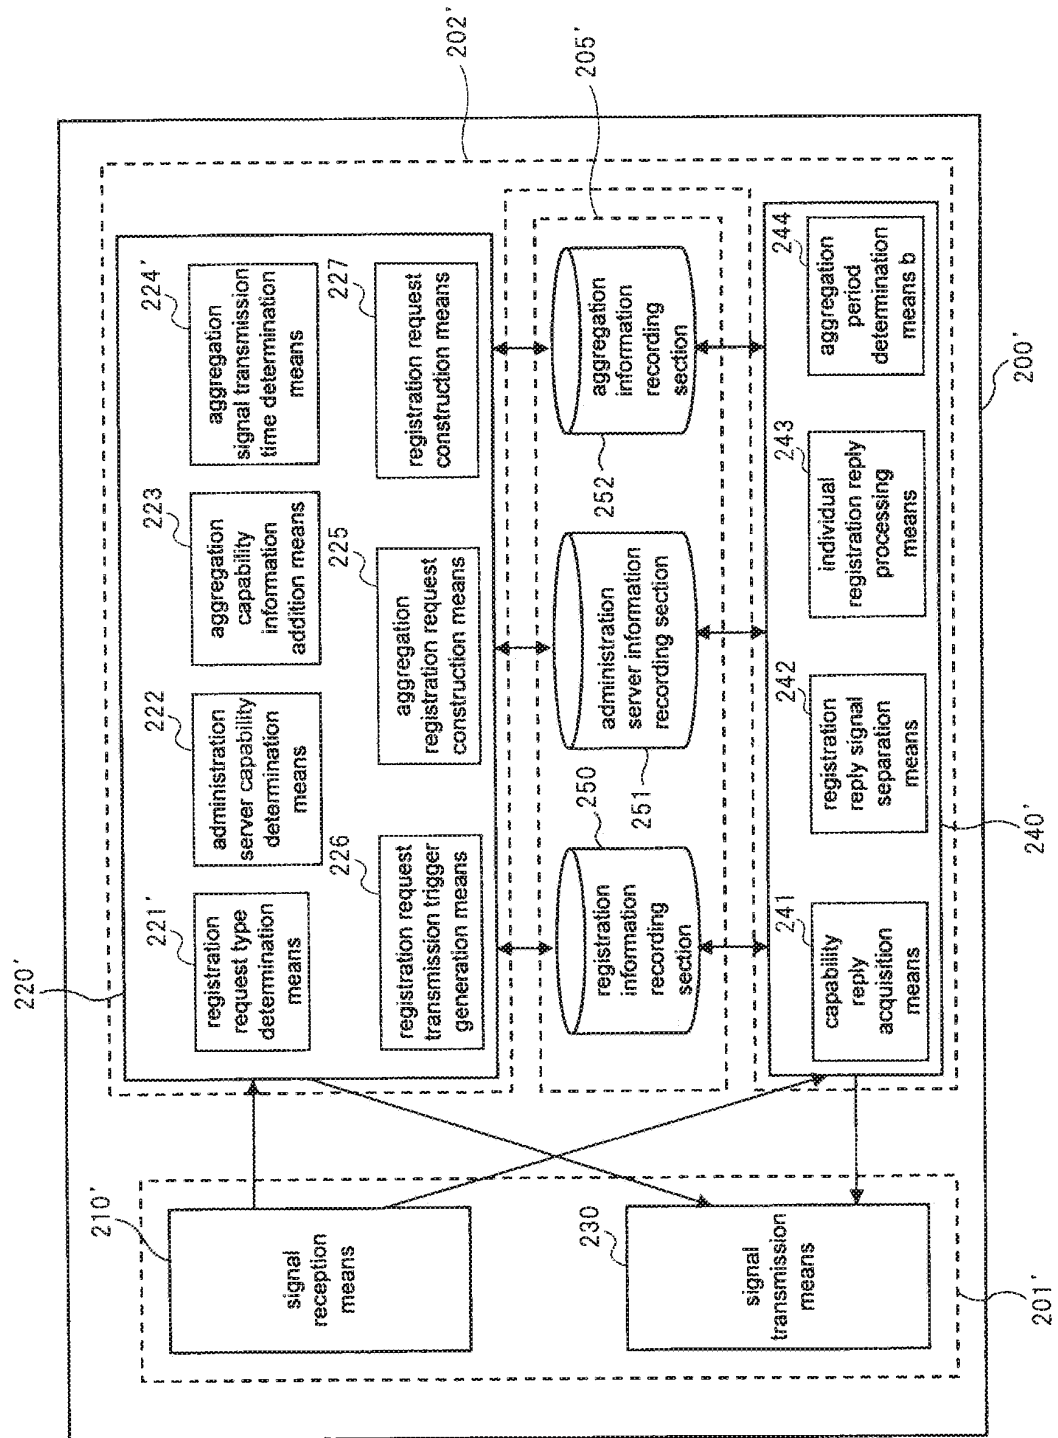 202'
205'
220'
221'
registration
request type
determination
means
222
administration
server capability
determination
means
223
aggregation
capability
information
addition means
224'
aggregation
signal transmission
time determination
means
226
registration request
transmission trigger
generation means
225
aggregation
registration request
construction means
227
registration request
construction means
210'
signal
reception
means
250
registration
information
recording
section
251
administration
server information
recording section
252
aggregation
information
recording
section
230
signal
transmission
means
241
capability
reply
acquisition
means
242
registration
reply signal
separation
means
243
individual
registration reply
processing
means
244
aggregation
period
determination
means b
201'
240'
200'